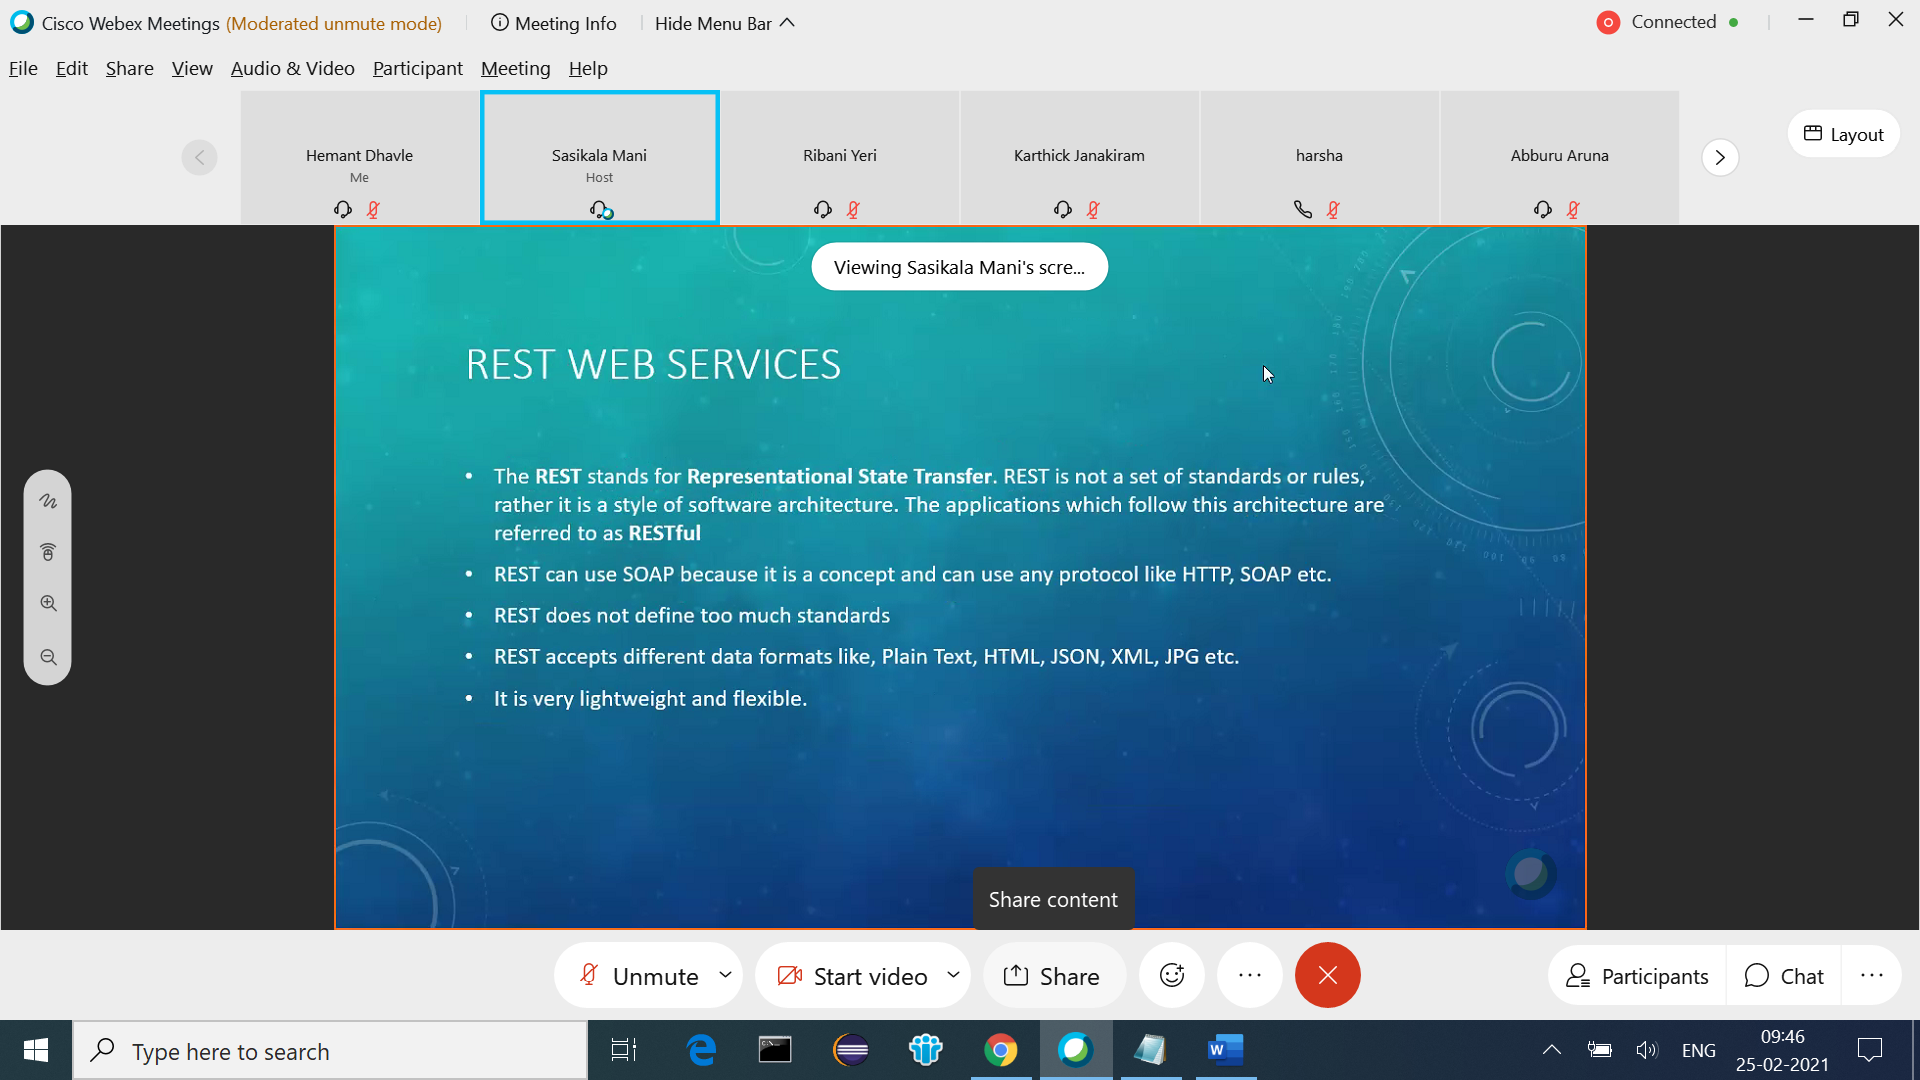 Cisco Webex Meetings (Moderated unmute mode)
Meeting Info
Hide Menu Bar
Connected
File Edit Share View Audio & Video Participant Meeting Help
Hemant Dhavle
Me
Sasikala Mani
Host
Ribani Yeri
Karthick Janakiram
harsha
Abburu Aruna
Layout
Viewing Sasikala Mani's scre...
REST WEB SERVICES
• The REST stands for Representational State Transfer. REST is not a set of standards or rules,
rather it is a style of software architecture. The applications which follow this architecture are
referred to as RESTful
• REST can use SOAP because it is a concept and can use any protocol like HTTP, SOAP etc.
• REST does not define too much standards
• REST accepts different data formats like, Plain Text, HTML, JSON, XML, JPG etc.
• It is very lightweight and flexible.
Share content
Unmute
Start video
Share
Participants
Chat
Type here to search
ENG
09:46
25-02-2021